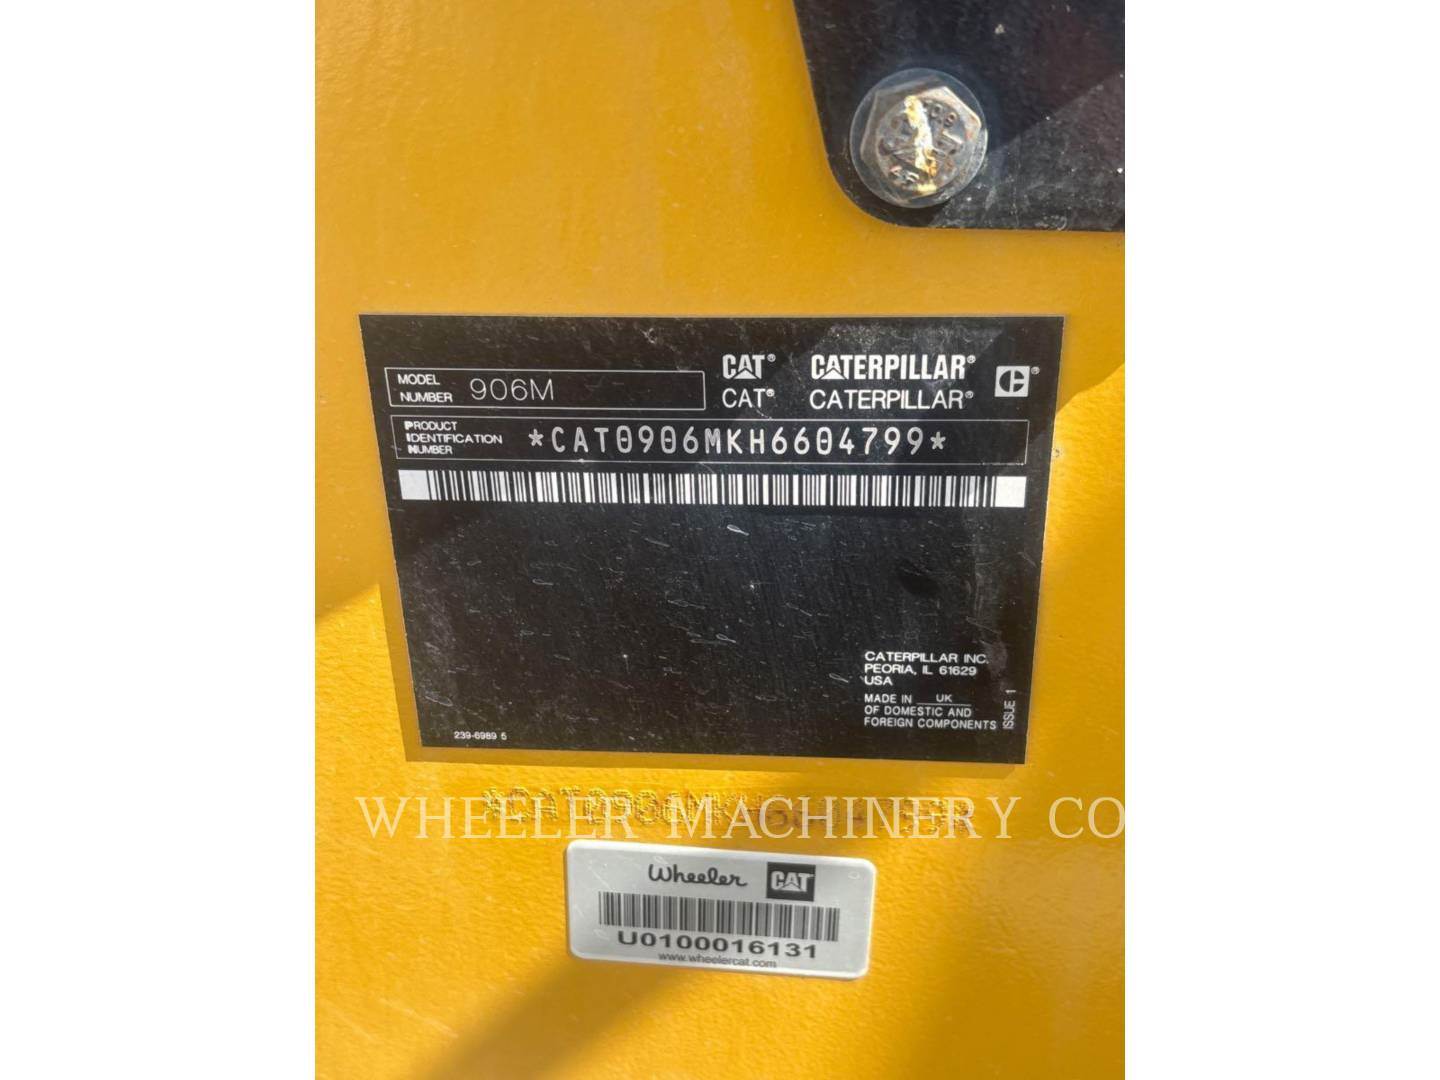 MODEL
NUMBER 906M
CAT® CATERPILLAR®
CAT® CATERPILLAR®
PRODUCT
IDENTIFICATION
NUMBER
*CAT0906MKH6604799*
CATERPILLAR INC.
PEORIA, IL 61629
USA
MADE IN UK
OF DOMESTIC AND
FOREIGN COMPONENTS
ISSUE 1
239-6989 5
WHEELER MACHINERY CO
Wheeler CAT
U0100016131
www.wheelercat.com